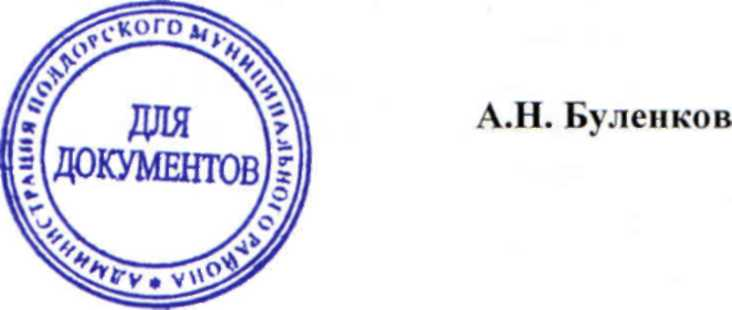 АДМИНИСТРАЦИЯ ПОДДОРСКОГО МУНИЦИПАЛЬНОГО РАЙОНА *
ДЛЯ
ДОКУМЕНТОВ
А.Н. Буленков